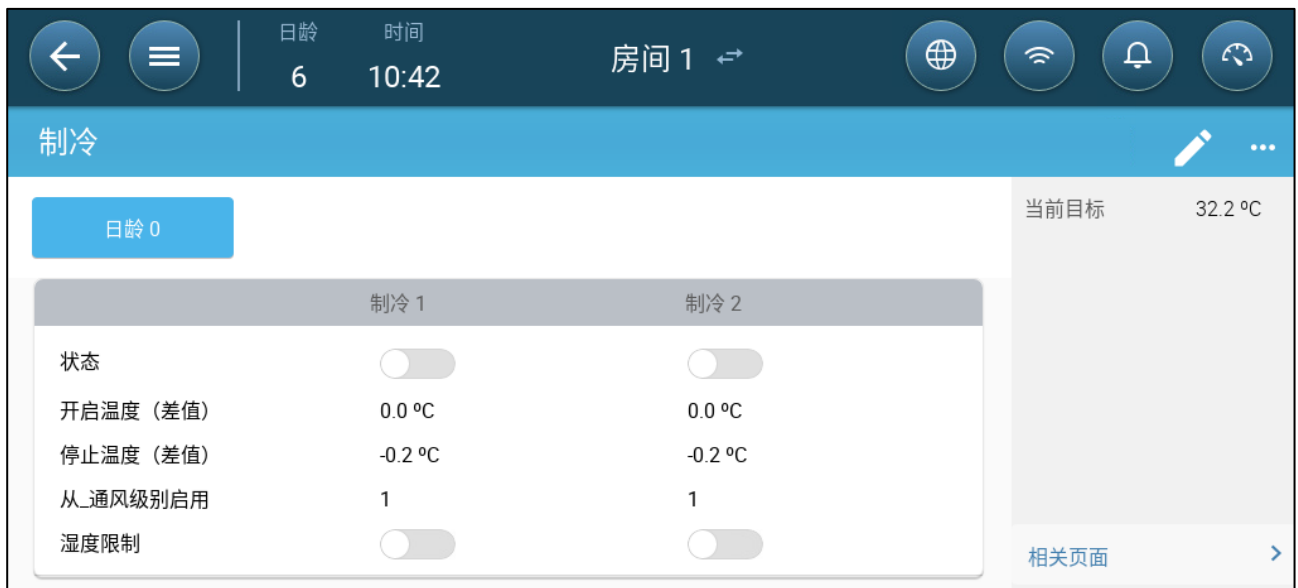 日龄 时间
6 10:42 房间 1
制冷
日龄 0
当前目标 32.2 ºC
制冷 1 制冷 2
状态
开启温度（差值） 0.0 ºC 0.0 ºC
停止温度（差值） -0.2 ºC -0.2 ºC
从_通风级别启用 1 1
湿度限制
相关页面